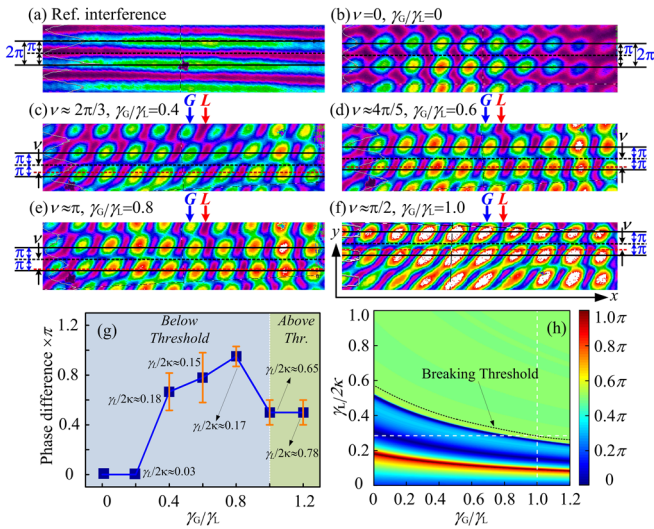 (a) Ref. interference
(b) ν=0, γG/γL=0
π
2π
π
2π
(c) ν≈ 2π/3, γG/γL=0.4
G L
(d) ν≈4π/5, γG/γL=0.6
G L
ν
π
π
ν
π
π
(e) ν≈π, γG/γL=0.8
G L
(f) ν≈π/2, γG/γL=1.0
G L
ν
π
π
y
x
ν
π
π
(g)
Below
Threshold
Above
Thr.
Phase difference ×π
1.2
0.9
0.6
0.3
0
γL/2κ≈0.03
γL/2κ≈0.18
γL/2κ≈0.15
γL/2κ≈0.17
γL/2κ≈0.65
γL/2κ≈0.78
0 0.4 0.8 1.2
γG/γL
(h)
Breaking Threshold
γL/2κ
1.0
0.8
0.6
0.4
0.2
0
0 0.2 0.4 0.6 0.8 1.0 1.2
γG/γL
1.0π
0.8π
0.6π
0.4π
0.2π
0